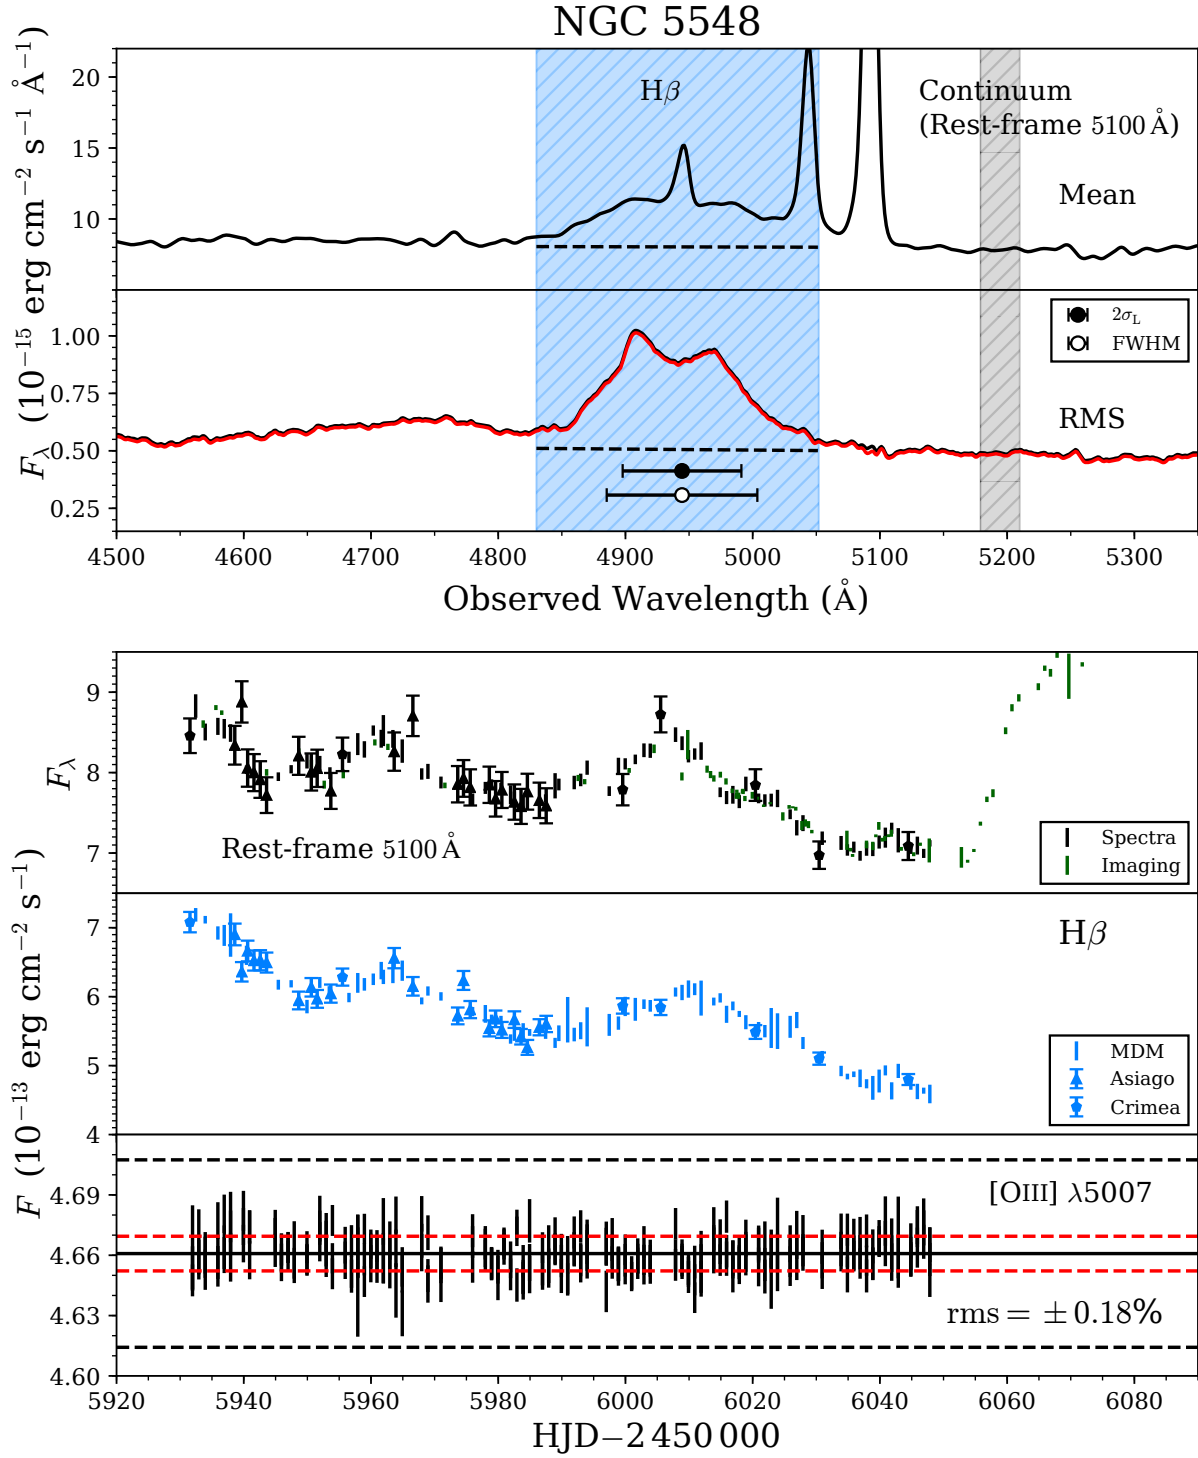 NGC 5548
F_λ (10⁻¹⁵ erg cm⁻² s⁻¹ Å⁻¹)
20
15
10
Hβ
Continuum
(Rest-frame 5100 Å)
Mean
1.00
0.75
0.50
0.25
2σ_L
FWHM
RMS
4500 4600 4700 4800 4900 5000 5100 5200 5300
Observed Wavelength (Å)
F_λ
9
8
7
Rest-frame 5100 Å
Spectra
Imaging
F (10⁻¹³ erg cm⁻² s⁻¹)
7
6
5
4
Hβ
MDM
Asiago
Crimea
4.69
4.66
4.63
4.60
[OIII] λ5007
rms = ±0.18%
5920 5940 5960 5980 6000 6020 6040 6060 6080
HJD−2 450 000